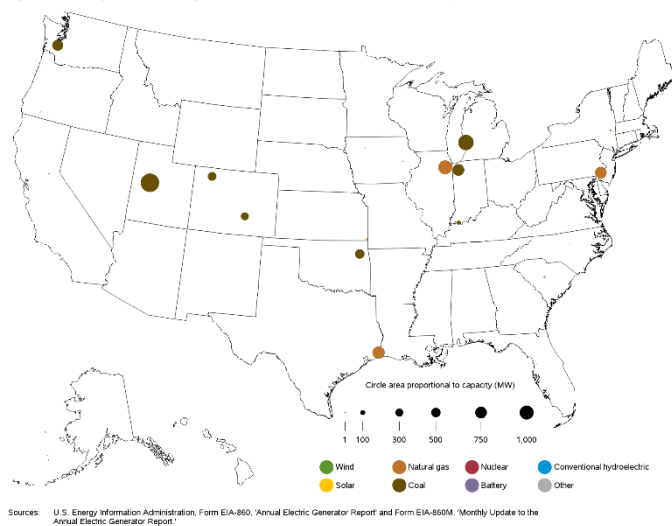 Circle area proportional to capacity (MW)
1 100 300 500 750 1,000
Wind Natural gas Nuclear Conventional hydroelectric
Solar Coal Battery Other
Sources: U.S. Energy Information Administration, Form EIA-860, 'Annual Electric Generator Report' and Form EIA-860M, 'Monthly Update to the
Annual Electric Generator Report.'